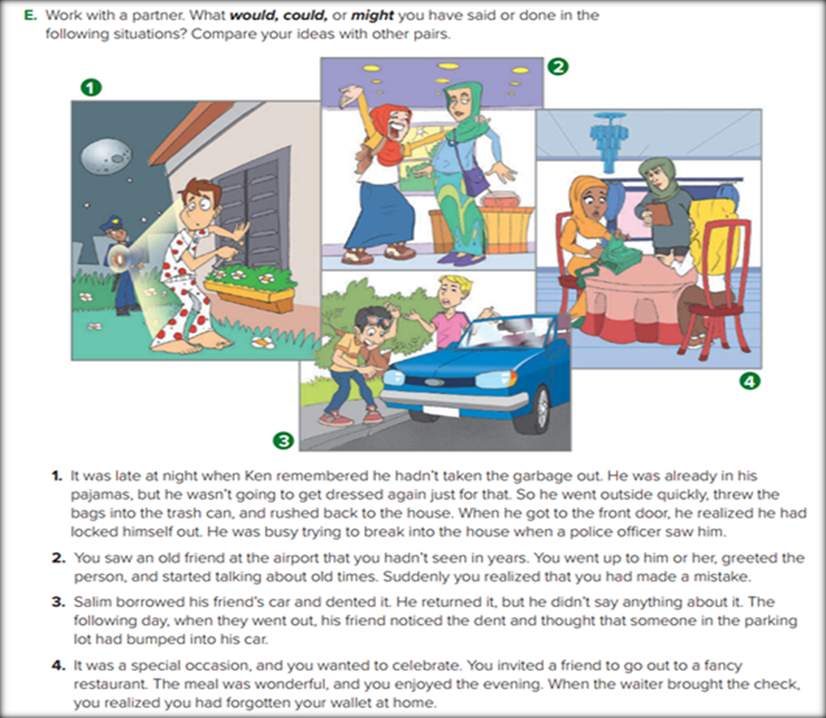 E. Work with a partner. What would, could, or might you have said or done in the
following situations? Compare your ideas with other pairs.
1
2
3
4
1. It was late at night when Ken remembered he hadn't taken the garbage out. He was already in his
pajamas, but he wasn't going to get dressed again just for that. So he went outside quickly, threw the
bags into the trash can, and rushed back to the house. When he got to the front door, he realized he had
locked himself out. He was busy trying to break into the house when a police officer saw him.
2. You saw an old friend at the airport that you hadn't seen in years. You went up to him or her, greeted the
person, and started talking about old times. Suddenly you realized that you had made a mistake.
3. Salim borrowed his friend's car and dented it. He returned it, but he didn't say anything about it. The
following day, when they went out, his friend noticed the dent and thought that someone in the parking
lot had bumped into his car.
4. It was a special occasion, and you wanted to celebrate. You invited a friend to go out to a fancy
restaurant. The meal was wonderful, and you enjoyed the evening. When the waiter brought the check,
you realized you had forgotten your wallet at home.